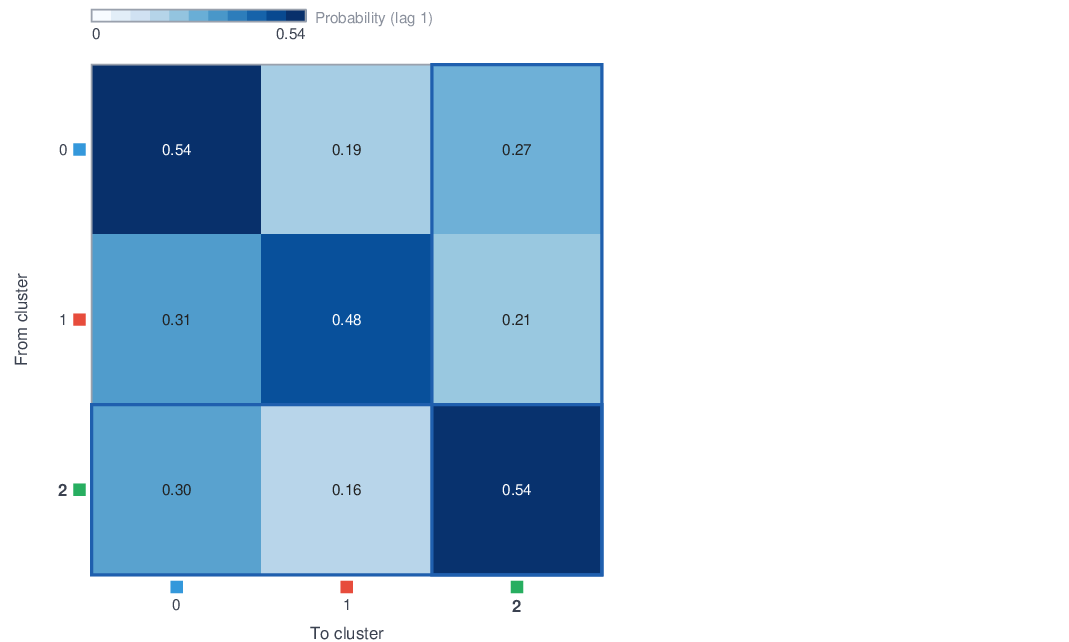 Probability (lag 1)
0 0.54
0 0.54 0.19 0.27
From cluster
1 0.31 0.48 0.21
2 0.30 0.16 0.54
0 1 2
To cluster